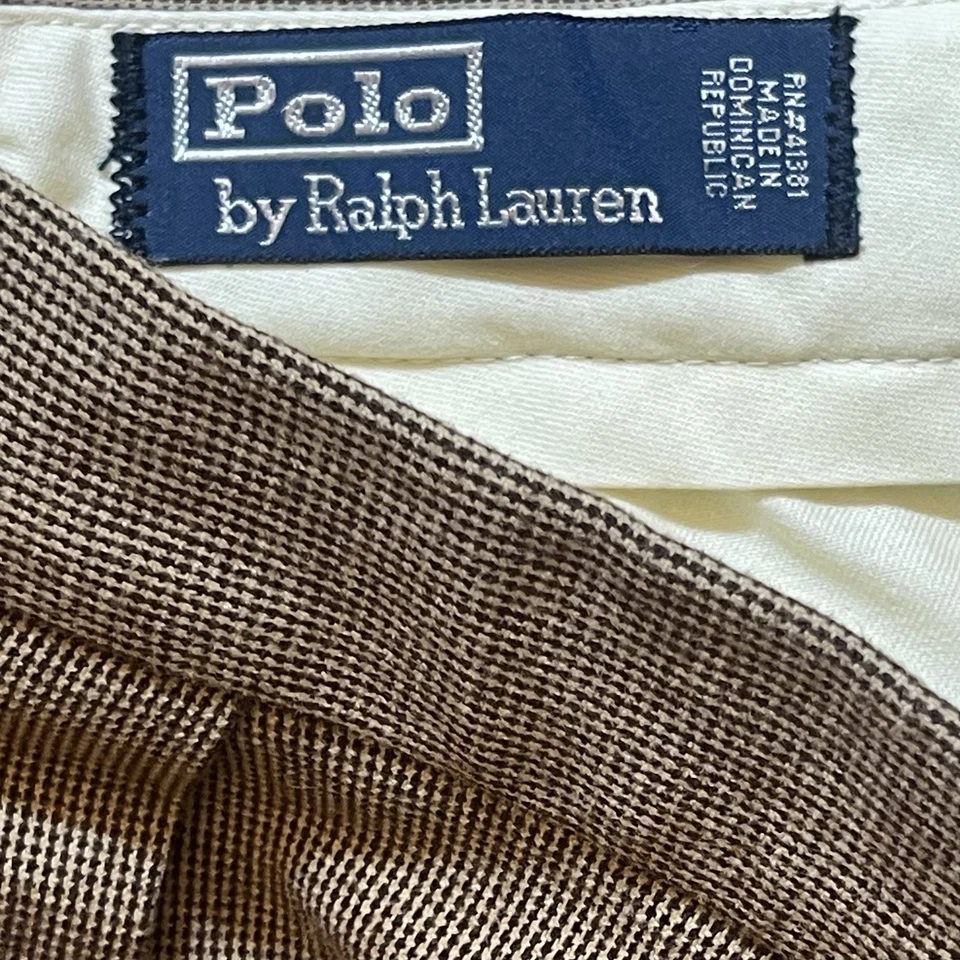 Polo
by Ralph Lauren
RN#41381
MADE IN
DOMINICAN
REPUBLIC